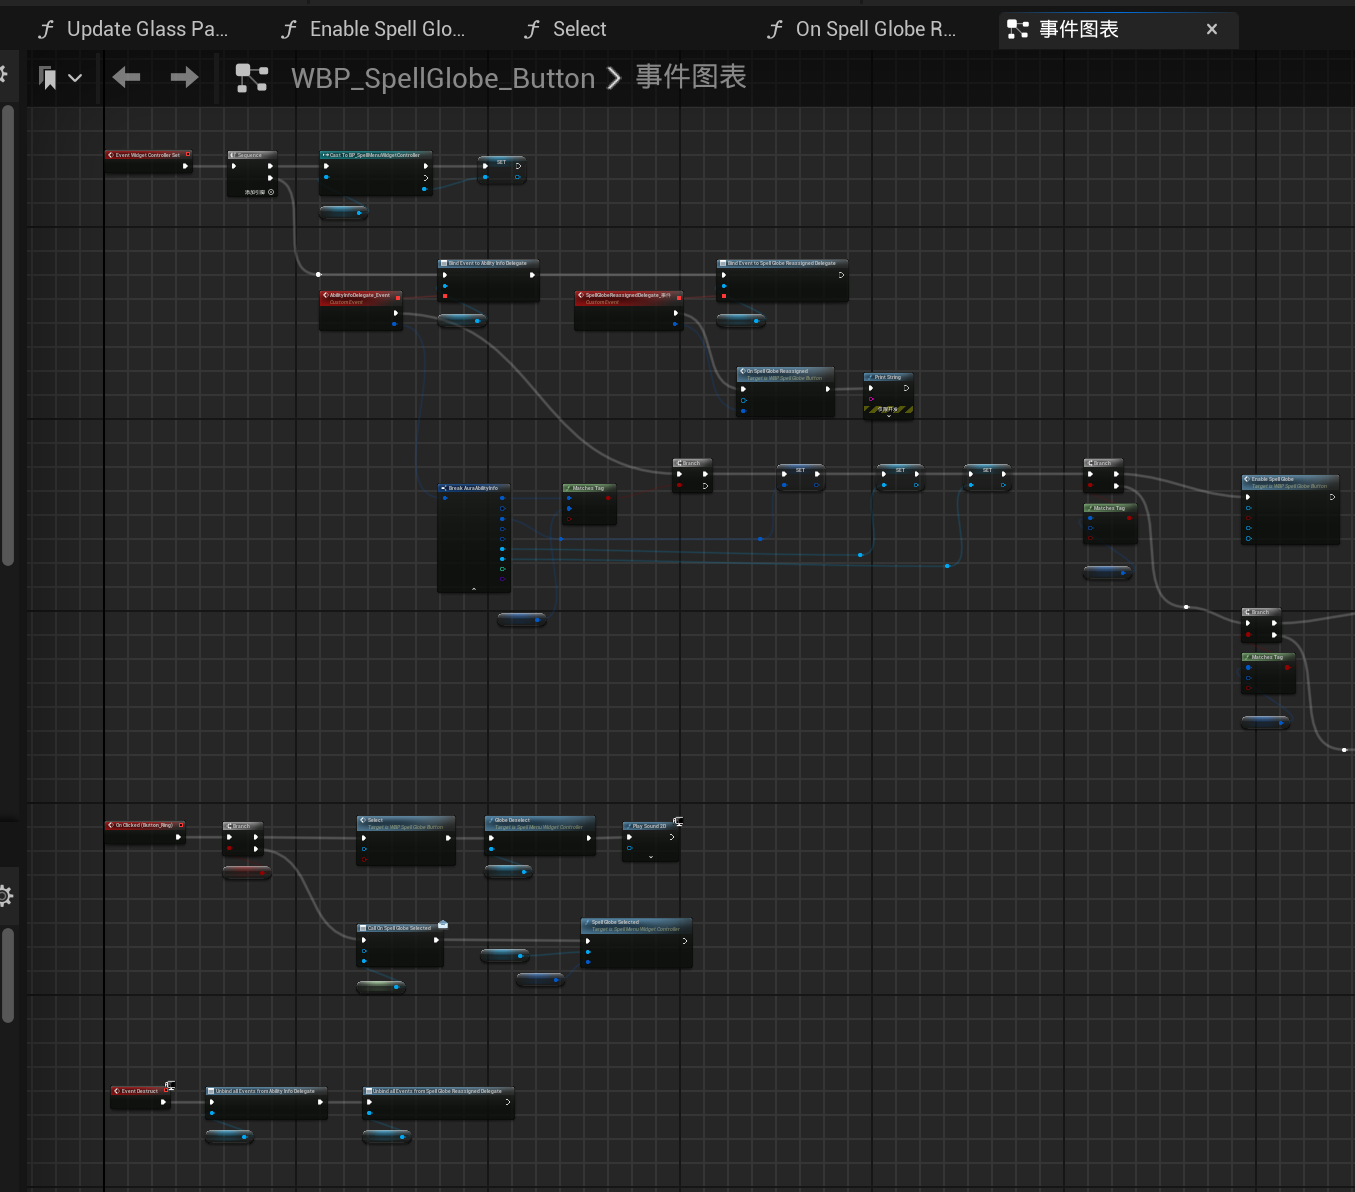 Update Glass Pa...
Enable Spell Glo...
Select
On Spell Globe R...
事件图表
WBP_SpellGlobe_Button
事件图表
Event Widget Controller Set
Sequence
添加引脚
Cast To BP_SpellMenuWidgetController
SET
Bind Event to Ability Info Delegate
Bind Event to Spell Globe Reassigned Delegate
AbilityInfoDelegate_Event
Custom Event
SpellGlobeReassignedDelegate_事件
Custom Event
On Spell Globe Reassigned
Target is WBP Spell Globe Button
Print String
仅限开发
Branch
SET
SET
SET
Branch
Break AuraAbilityInfo
Matches Tag
Enable Spell Globe
Target is WBP Spell Globe Button
Matches Tag
Branch
Matches Tag
On Clicked (Button_Ring)
Branch
Select
Target is WBP Spell Globe Button
Globe Deselect
Target is Spell Menu Widget Controller
Play Sound 2D
Call On Spell Globe Selected
Spell Globe Selected
Target is Spell Menu Widget Controller
Event Destruct
Unbind all Events from Ability Info Delegate
Unbind all Events from Spell Globe Reassigned Delegate